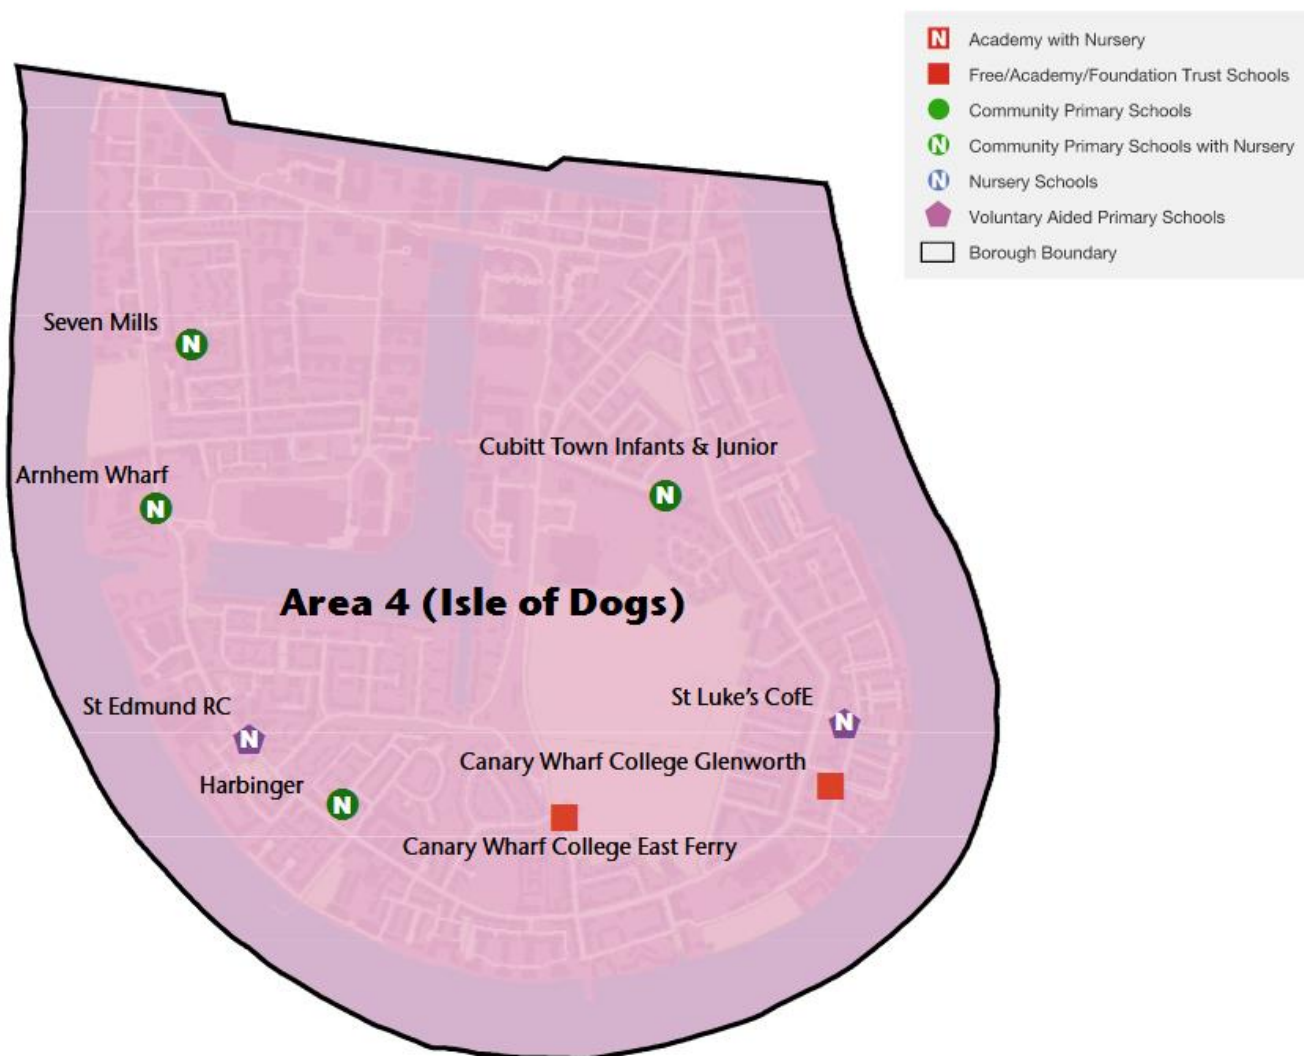 N Academy with Nursery
Free/Academy/Foundation Trust Schools
Community Primary Schools
N Community Primary Schools with Nursery
N Nursery Schools
Voluntary Aided Primary Schools
Borough Boundary
Seven Mills
N
Cubitt Town Infants & Junior
N
Arnhem Wharf
N
Area 4 (Isle of Dogs)
St Edmund RC
N
St Luke's CofE
N
Canary Wharf College Glenworth
Harbinger
N
Canary Wharf College East Ferry